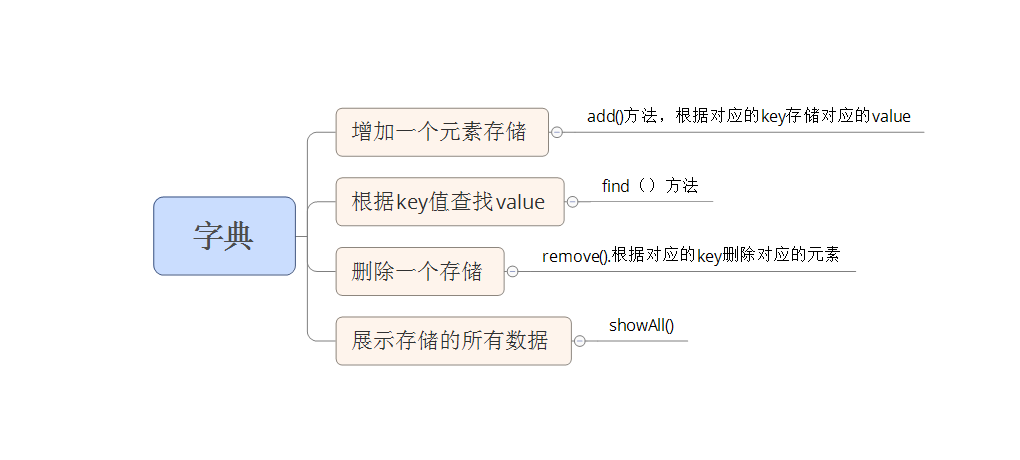 字典
增加一个元素存储
add()方法，根据对应的key存储对应的value
根据key值查找value
find（）方法
删除一个存储
remove().根据对应的key删除对应的元素
展示存储的所有数据
showAll()